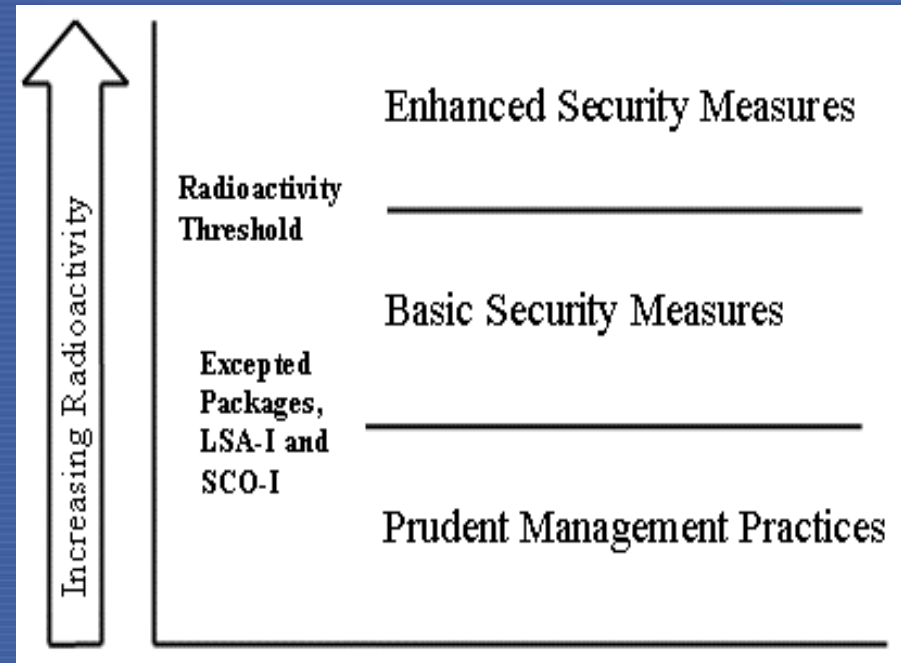 Increasing Radioactivity
Enhanced Security Measures
Radioactivity
Threshold
Basic Security Measures
Excepted
Packages,
LSA-I and
SCO-I
Prudent Management Practices